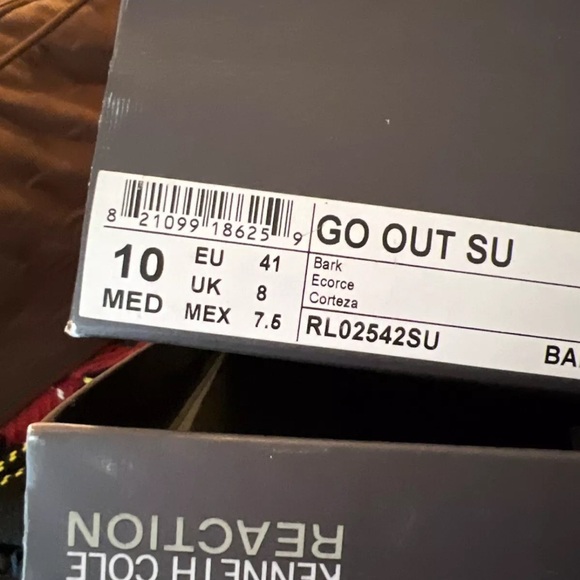 8 21099 18625 9
GO OUT SU
10
MED
EU 41
UK 8
MEX 7.5
Bark
Ecorce
Corteza
RL02542SU
BA
KENNETH COLE
REACTION